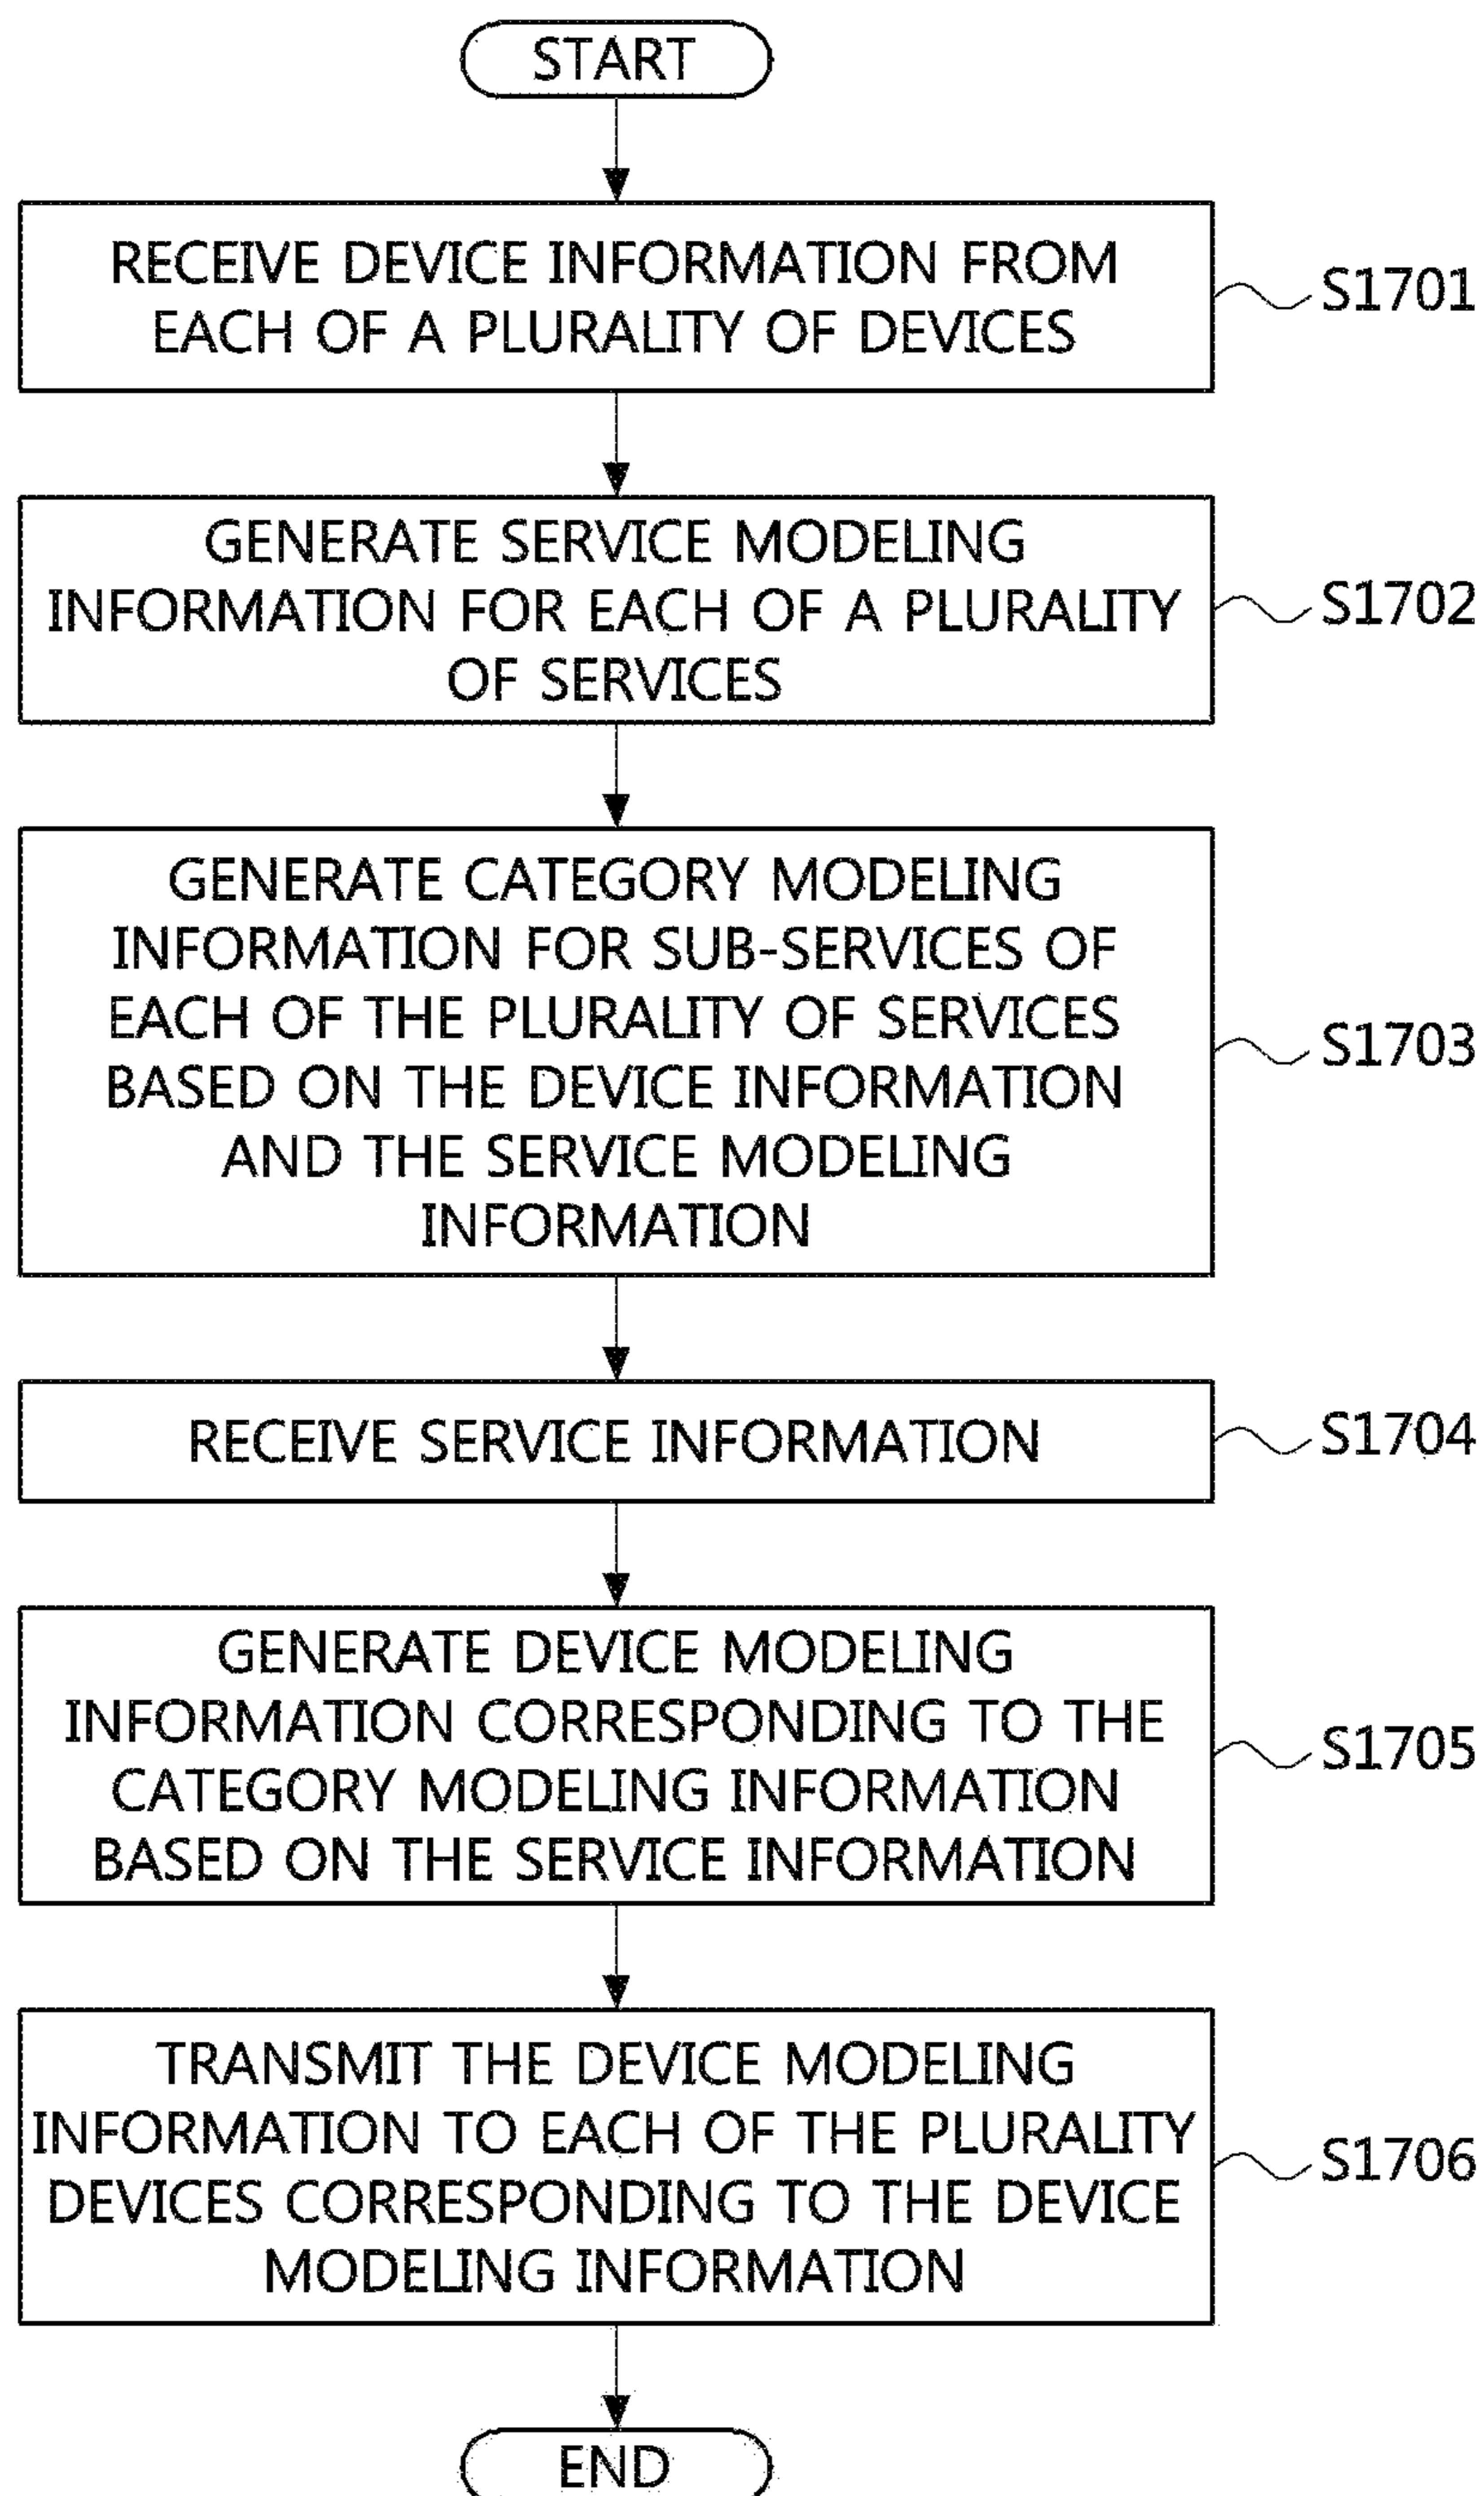 START
RECEIVE DEVICE INFORMATION FROM
EACH OF A PLURALITY OF DEVICES
S1701
GENERATE SERVICE MODELING
INFORMATION FOR EACH OF A PLURALITY
OF SERVICES
S1702
GENERATE CATEGORY MODELING
INFORMATION FOR SUB-SERVICES OF
EACH OF THE PLURALITY OF SERVICES
BASED ON THE DEVICE INFORMATION
AND THE SERVICE MODELING
INFORMATION
S1703
RECEIVE SERVICE INFORMATION
S1704
GENERATE DEVICE MODELING
INFORMATION CORRESPONDING TO THE
CATEGORY MODELING INFORMATION
BASED ON THE SERVICE INFORMATION
S1705
TRANSMIT THE DEVICE MODELING
INFORMATION TO EACH OF THE PLURALITY
DEVICES CORRESPONDING TO THE DEVICE
MODELING INFORMATION
S1706
END